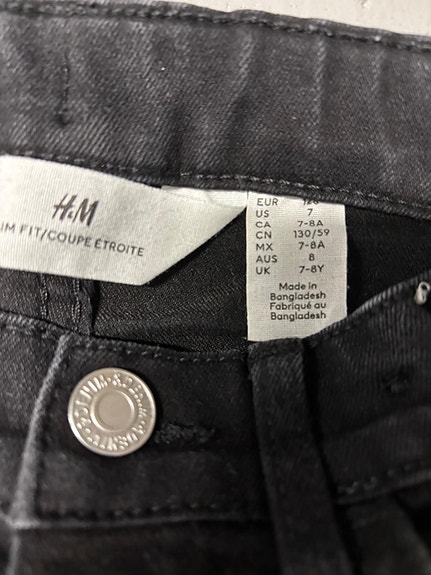 H&M
IM FIT/COUPE ÉTROITE
EUR
US 7
CA 7-8A
CN 130/59
MX 7-8A
AUS 8
UK 7-8Y
Made in
Bangladesh
Fabriqué au
Bangladesh